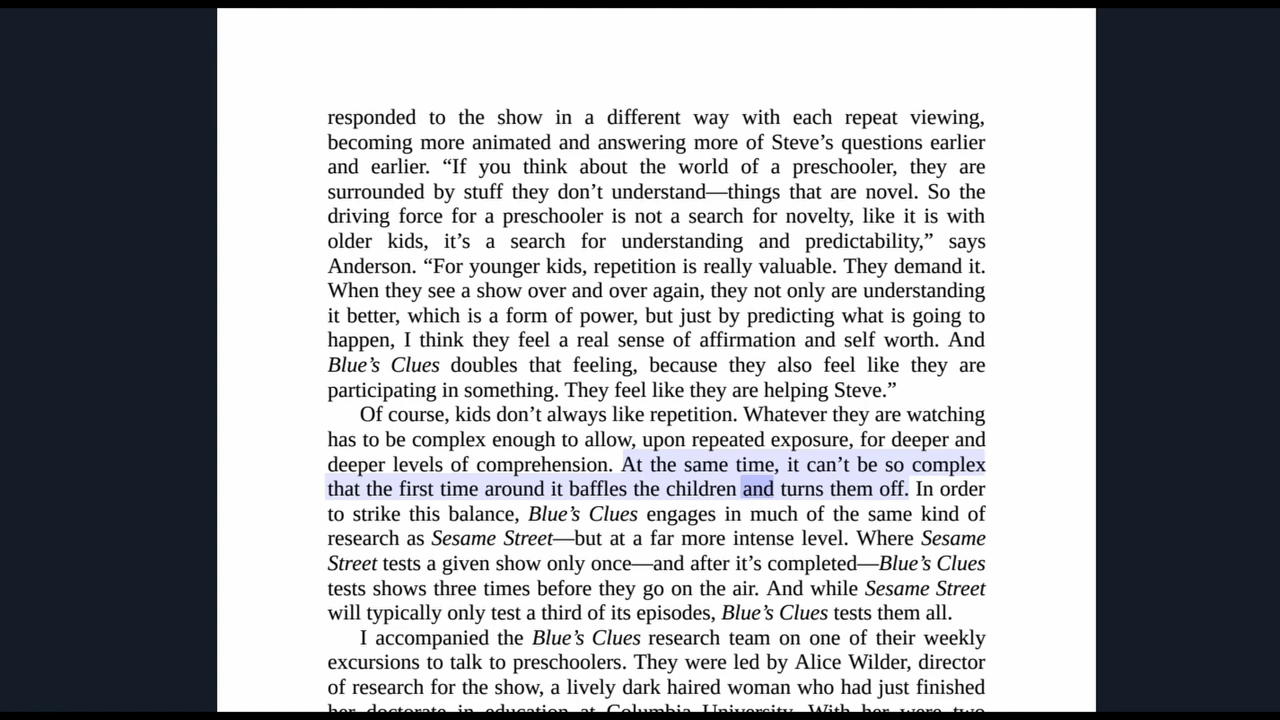 responded to the show in a different way with each repeat viewing,
becoming more animated and answering more of Steve’s questions earlier
and earlier. “If you think about the world of a preschooler, they are
surrounded by stuff they don’t understand—things that are novel. So the
driving force for a preschooler is not a search for novelty, like it is with
older kids, it’s a search for understanding and predictability,” says
Anderson. “For younger kids, repetition is really valuable. They demand it.
When they see a show over and over again, they not only are understanding
it better, which is a form of power, but just by predicting what is going to
happen, I think they feel a real sense of affirmation and self worth. And
Blue’s Clues doubles that feeling, because they also feel like they are
participating in something. They feel like they are helping Steve.”
Of course, kids don’t always like repetition. Whatever they are watching
has to be complex enough to allow, upon repeated exposure, for deeper and
deeper levels of comprehension. At the same time, it can’t be so complex
that the first time around it baffles the children and turns them off. In order
to strike this balance, Blue’s Clues engages in much of the same kind of
research as Sesame Street—but at a far more intense level. Where Sesame
Street tests a given show only once—and after it’s completed—Blue’s Clues
tests shows three times before they go on the air. And while Sesame Street
will typically only test a third of its episodes, Blue’s Clues tests them all.
I accompanied the Blue’s Clues research team on one of their weekly
excursions to talk to preschoolers. They were led by Alice Wilder, director
of research for the show, a lively dark haired woman who had just finished
her doctorate in education at Columbia University. With her were two